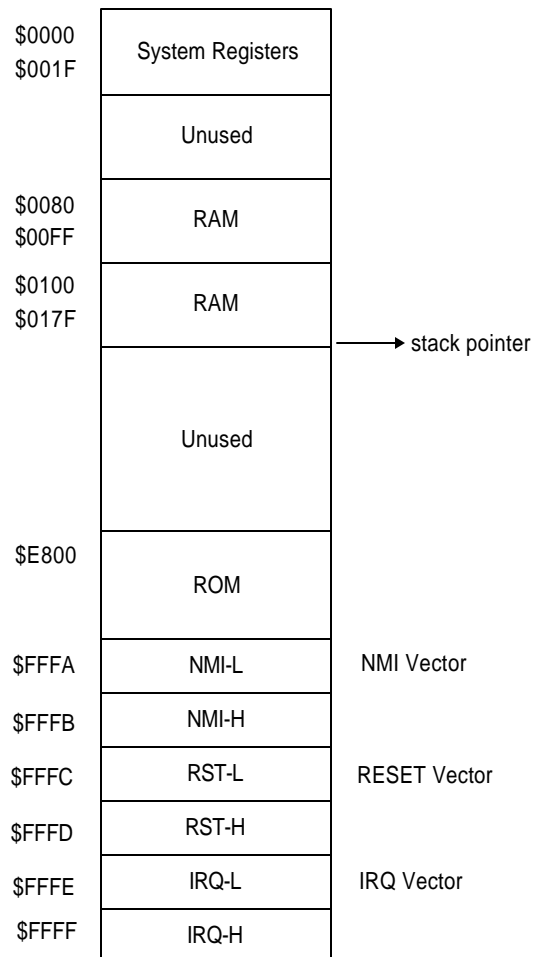 $0000
System Registers
$001F
Unused
$0080
RAM
$00FF
$0100
RAM
$017F
stack pointer
Unused
$E800
ROM
$FFFA NMI-L NMI Vector
$FFFB NMI-H
$FFFC RST-L RESET Vector
$FFFD RST-H
$FFFE IRQ-L IRQ Vector
$FFFF IRQ-H